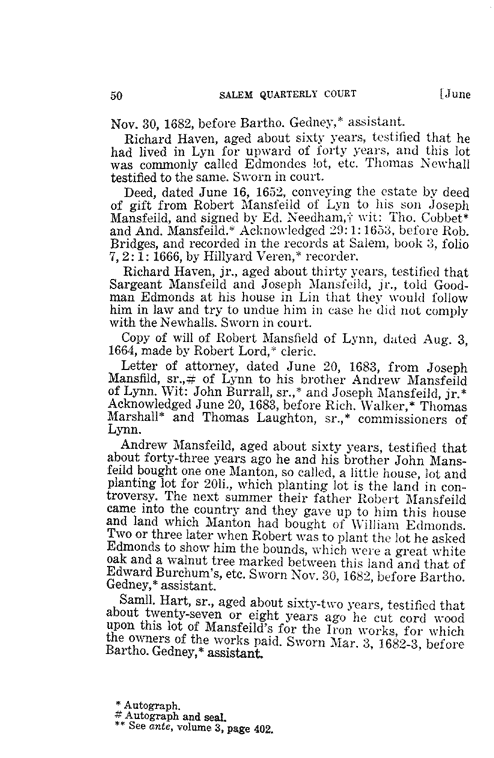 50 SALEM QUARTERLY COURT [June
Nov. 30, 1682, before Bartho. Gedney,* assistant.
Richard Haven, aged about sixty years, testified that he
had lived in Lyn for upward of forty years, and this lot
was commonly called Edmondes lot, etc. Thomas Newhall
testified to the same. Sworn in court.
Deed, dated June 16, 1652, conveying the estate by deed
of gift from Robert Mansfeild of Lyn to his son Joseph
Mansfeild, and signed by Ed. Needham,† wit: Tho. Cobbet*
and And. Mansfeild.* Acknowledged 29:1:1653, before Rob.
Bridges, and recorded in the records at Salem, book 3, folio
7, 2:1:1666, by Hillyard Veren,* recorder.
Richard Haven, jr., aged about thirty years, testified that
Sargeant Mansfeild and Joseph Mansfeild, jr., told Good-
man Edmonds at his house in Lin that they would follow
him in law and try to undue him in case he did not comply
with the Newhalls. Sworn in court.
Copy of will of Robert Mansfield of Lynn, dated Aug. 3,
1664, made by Robert Lord,* cleric.
Letter of attorney, dated June 20, 1683, from Joseph
Mansfild, sr.,# of Lynn to his brother Andrew Mansfeild
of Lynn. Wit: John Burrall, sr.,* and Joseph Mansfeild, jr.*
Acknowledged June 20, 1683, before Rich. Walker,* Thomas
Marshall* and Thomas Laughton, sr.,* commissioners of
Lynn.
Andrew Mansfeild, aged about sixty years, testified that
about forty-three years ago he and his brother John Mans-
feild bought one one Manton, so called, a little house, lot and
planting lot for 20li., which planting lot is the land in con-
troversy. The next summer their father Robert Mansfeild
came into the country and they gave up to him this house
and land which Manton had bought of William Edmonds.
Two or three later when Robert was to plant the lot he asked
Edmonds to show him the bounds, which were a great white
oak and a walnut tree marked between this land and that of
Edward Burchum's, etc. Sworn Nov. 30, 1682, before Bartho.
Gedney,* assistant.
Samll. Hart, sr., aged about sixty-two years, testified that
about twenty-seven or eight years ago he cut cord wood
upon this lot of Mansfeild's for the Iron works, for which
the owners of the works paid. Sworn Mar. 3, 1682-3, before
Bartho. Gedney,* assistant.
* Autograph.
# Autograph and seal.
** See ante, volume 3, page 402.